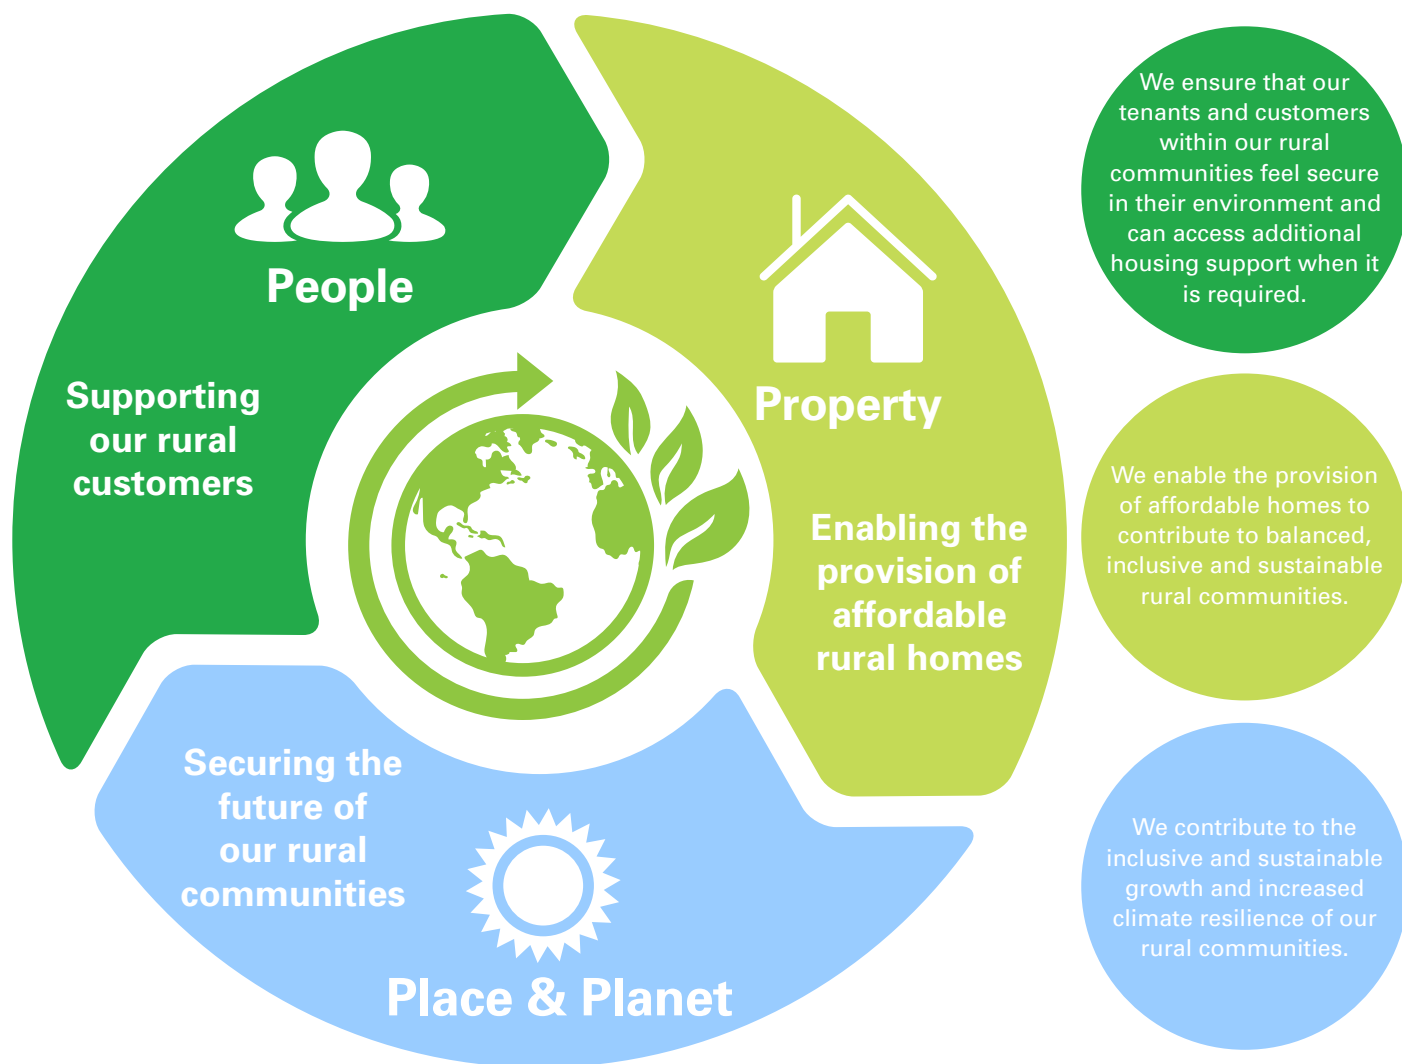 People
Supporting
our rural
customers
Property
Enabling the
provision of
affordable
rural homes
Securing the
future of
our rural
communities
Place & Planet
We ensure that our
tenants and customers
within our rural
communities feel secure
in their environment and
can access additional
housing support when it
is required.
We enable the provision
of affordable homes to
contribute to balanced,
inclusive and sustainable
rural communities.
We contribute to the
inclusive and sustainable
growth and increased
climate resilience of our
rural communities.